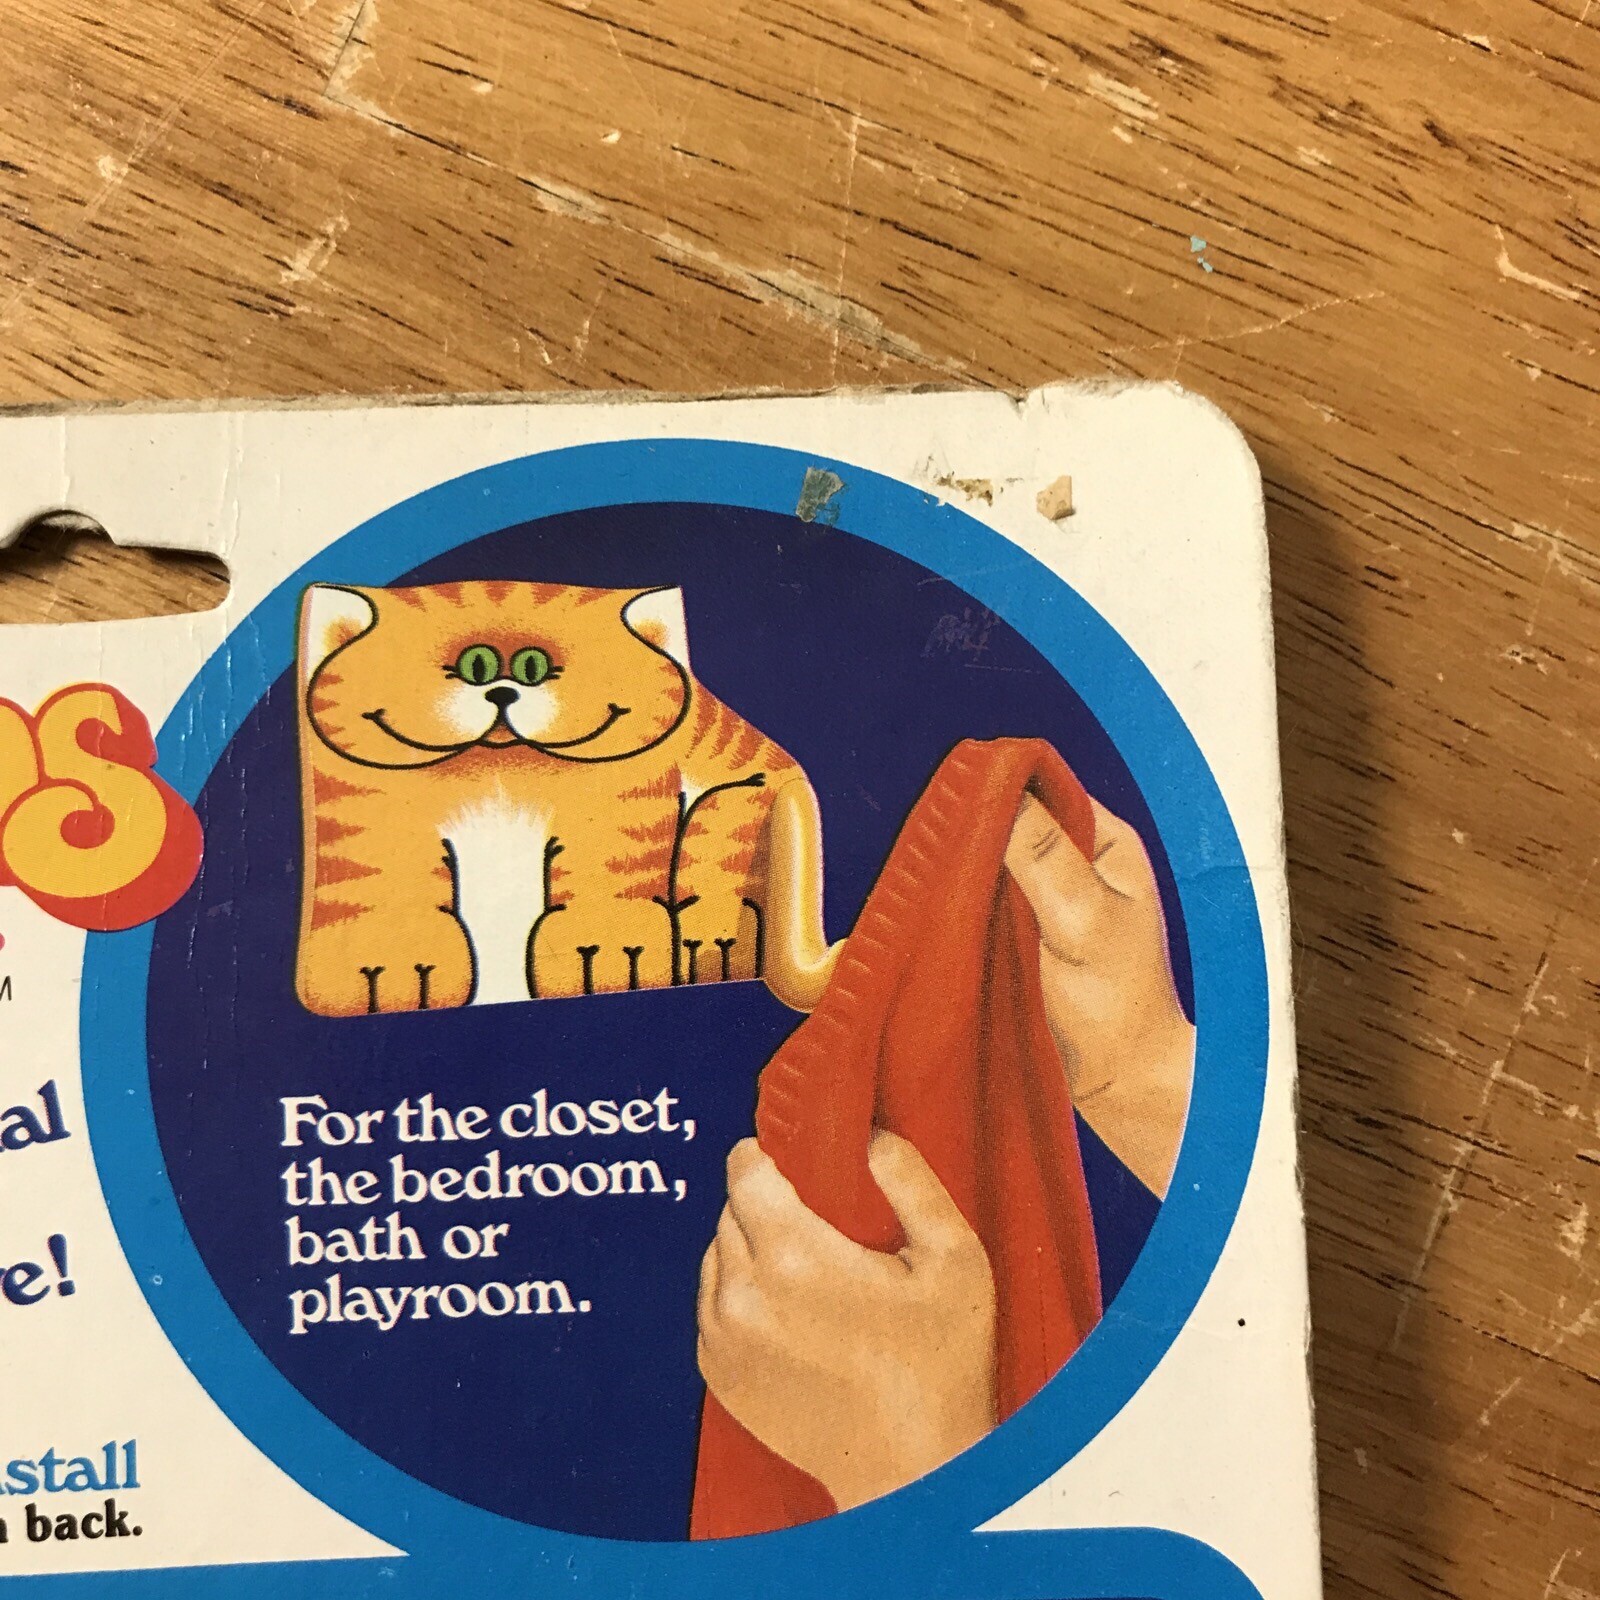 For the closet,
the bedroom,
bath or
playroom.
back.